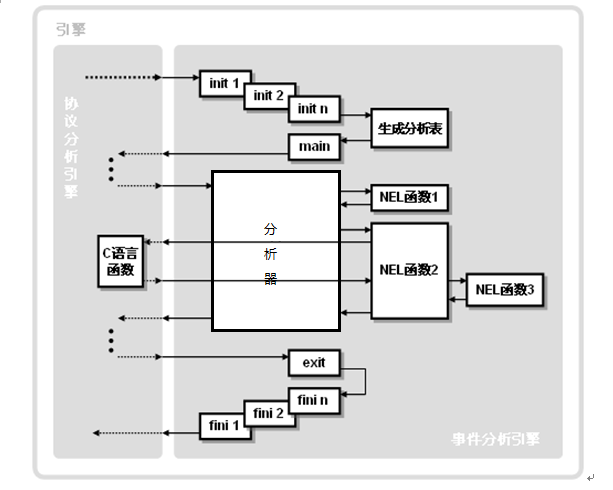 引擎
协议分析引擎
init 1
init 2
init n
生成分析表
main
NEL函数1
分析器
C语言
函数
NEL函数2
NEL函数3
exit
fini n
fini 2
fini 1
事件分析引擎